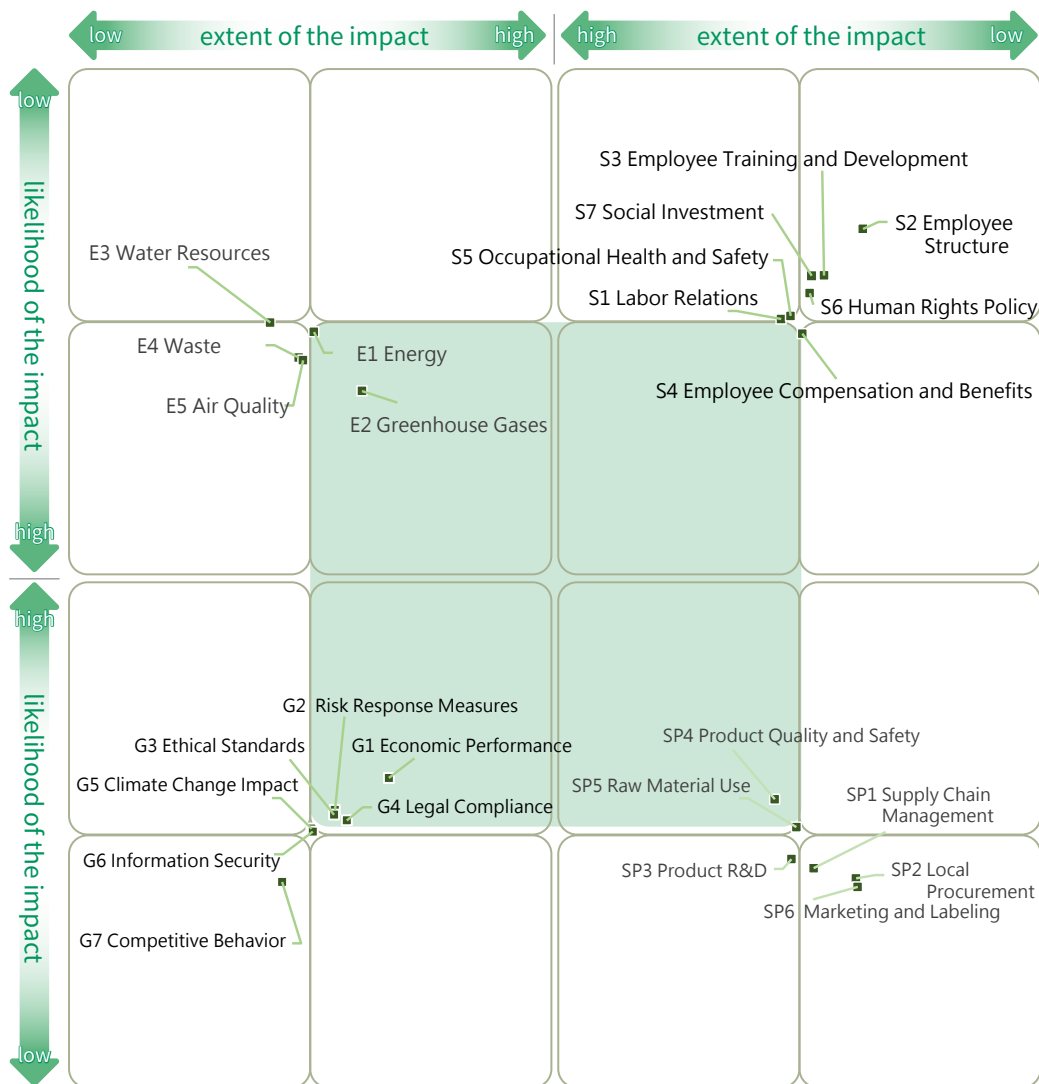 low extent of the impact high
high extent of the impact low
low
likelihood of the impact
high
S3 Employee Training and Development
S7 Social Investment
S2 Employee
Structure
E3 Water Resources
S5 Occupational Health and Safety
S1 Labor Relations
S6 Human Rights Policy
E4 Waste
E1 Energy
S4 Employee Compensation and Benefits
E5 Air Quality
E2 Greenhouse Gases
high
likelihood of the impact
low
G2 Risk Response Measures
G3 Ethical Standards
G1 Economic Performance
SP4 Product Quality and Safety
G5 Climate Change Impact
SP5 Raw Material Use
G4 Legal Compliance
SP1 Supply Chain
Management
G6 Information Security
SP3 Product R&D
SP2 Local
Procurement
SP6 Marketing and Labeling
G7 Competitive Behavior